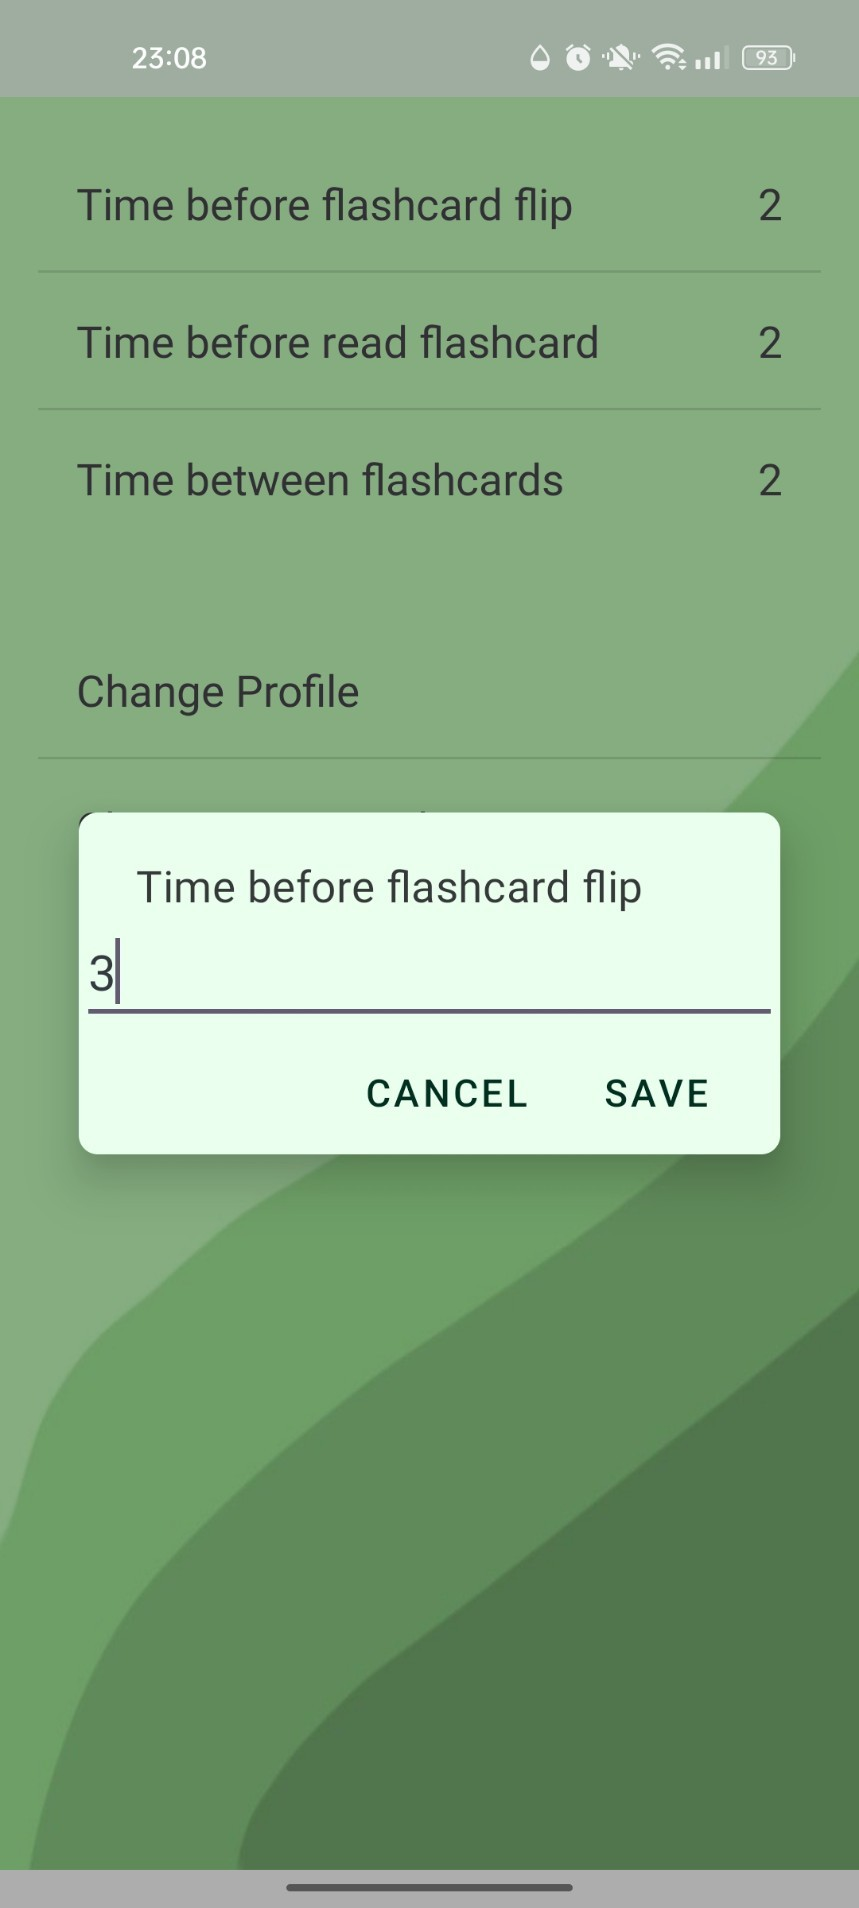 23:08
93
Time before flashcard flip 2
Time before read flashcard 2
Time between flashcards 2
Change Profile
Time before flashcard flip
3
CANCEL SAVE